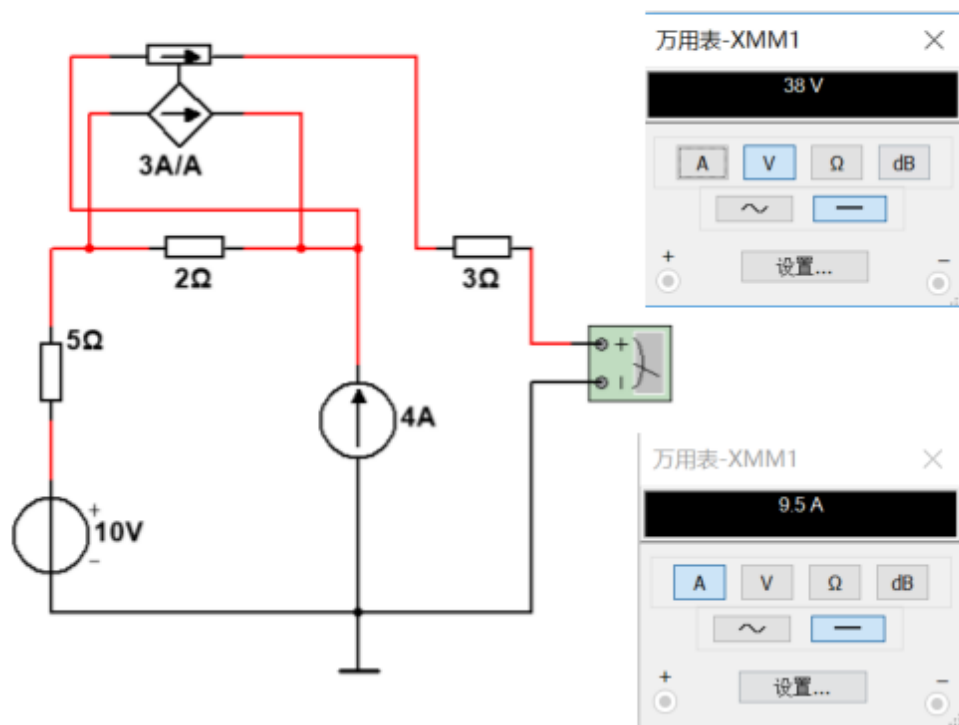 3A/A
2Ω
3Ω
5Ω
4A
+
10V
−
+
万用表-XMM1
38 V
A
V
Ω
dB
+
设置...
−
万用表-XMM1
9.5 A
A
V
Ω
dB
+
设置...
−